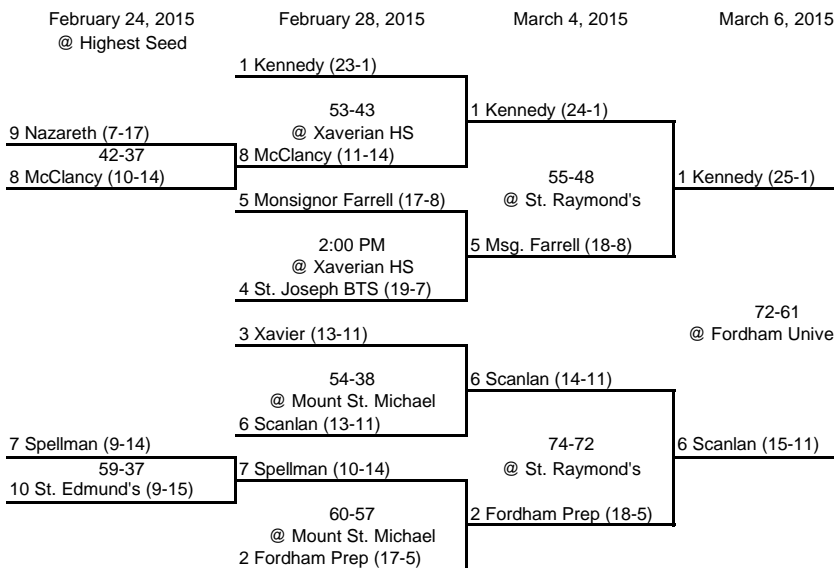 February 24, 2015
@ Highest Seed
February 28, 2015
March 4, 2015
March 6, 2015
1 Kennedy (23-1)
53-43
@ Xaverian HS
1 Kennedy (24-1)
9 Nazareth (7-17)
42-37
8 McClancy (11-14)
8 McClancy (10-14)
55-48
@ St. Raymond's
1 Kennedy (25-1)
5 Monsignor Farrell (17-8)
2:00 PM
@ Xaverian HS
5 Msg. Farrell (18-8)
4 St. Joseph BTS (19-7)
72-61
@ Fordham Unive
3 Xavier (13-11)
54-38
@ Mount St. Michael
6 Scanlan (14-11)
6 Scanlan (13-11)
7 Spellman (9-14)
59-37
10 St. Edmund's (9-15)
74-72
@ St. Raymond's
6 Scanlan (15-11)
7 Spellman (10-14)
60-57
@ Mount St. Michael
2 Fordham Prep (18-5)
2 Fordham Prep (17-5)